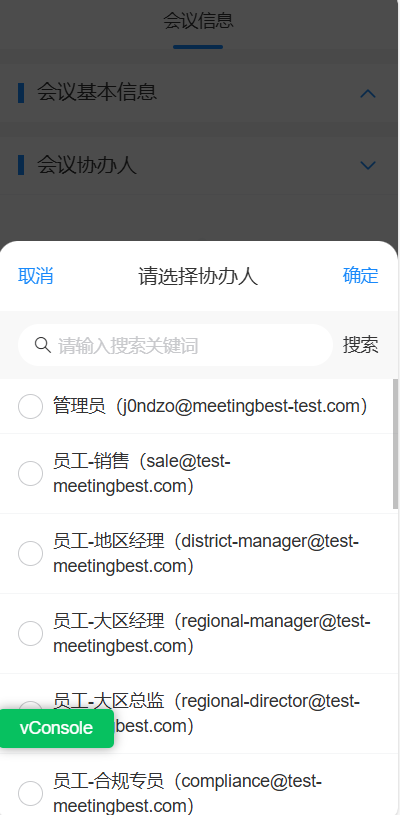 会议信息
会议基本信息
会议协办人
取消 请选择协办人 确定
请输入搜索关键词 搜索
管理员（j0ndzo@meetingbest-test.com）
员工-销售（sale@test-
meetingbest.com）
员工-地区经理（district-manager@test-
meetingbest.com）
员工-大区经理（regional-manager@test-
meetingbest.com）
员工-大区总监（regional-director@test-
vConsole
gbest.com）
员工-合规专员（compliance@test-
meetingbest.com）